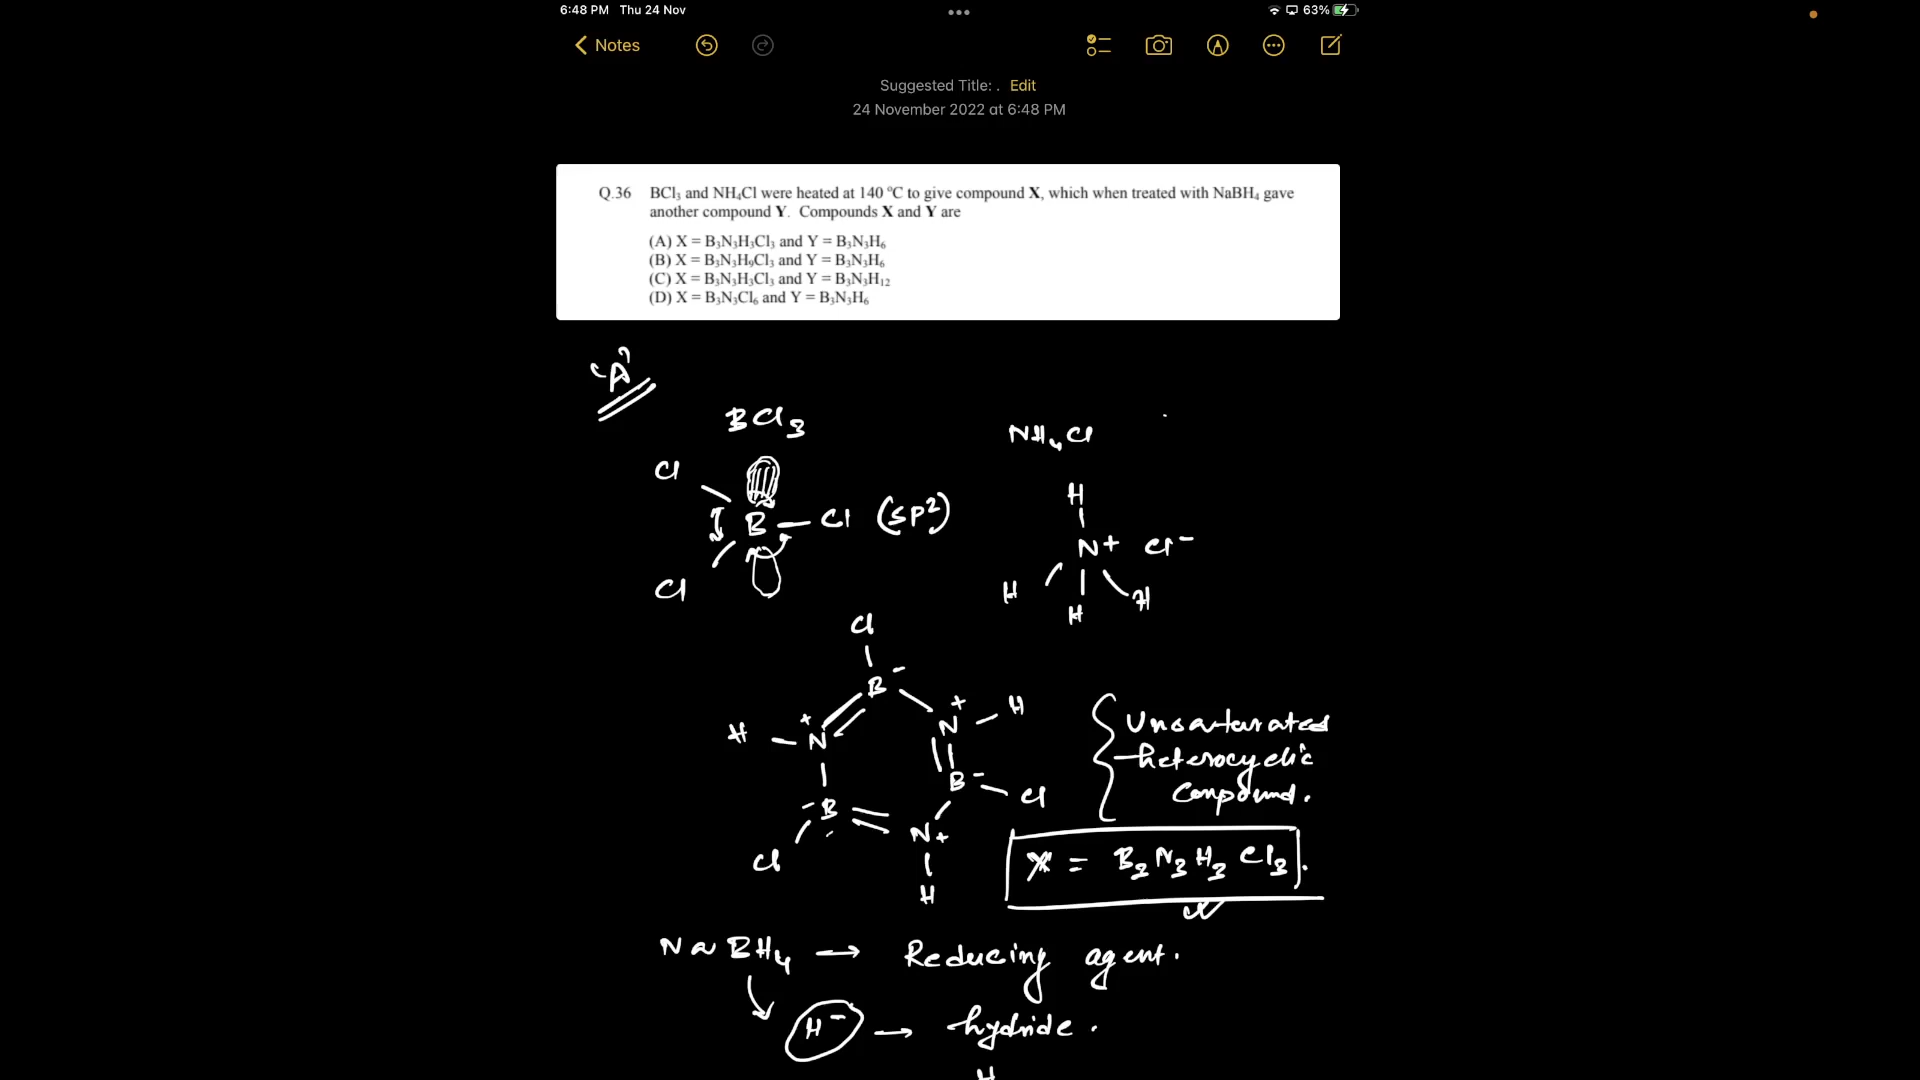 6:48 PM Thu 24 Nov
63%
Notes
Suggested Title: . Edit
24 November 2022 at 6:48 PM
Q.36 BCl₃ and NH₄Cl were heated at 140 °C to give compound X, which when treated with NaBH₄ gave
another compound Y. Compounds X and Y are
(A) X = B₃N₃H₃Cl₃ and Y = B₃N₃H₆
(B) X = B₃N₃H₉Cl₃ and Y = B₃N₃H₆
(C) X = B₃N₃H₃Cl₃ and Y = B₃N₃H₁₂
(D) X = B₃N₃Cl₆ and Y = B₃N₃H₆
'A'
BCl₃
NH₄Cl
Cl
H
B – Cl (sp²)
N+ Cl⁻
Cl
H H H
Cl
B⁻
H – N+
N+ – H
B⁻ – Cl
⁻B
N+
Cl
H
Unsaturated
heterocyclic
compound.
X = B₃N₃H₃Cl₃.
NaBH₄ → Reducing agent.
H⁻ → hydride.
H